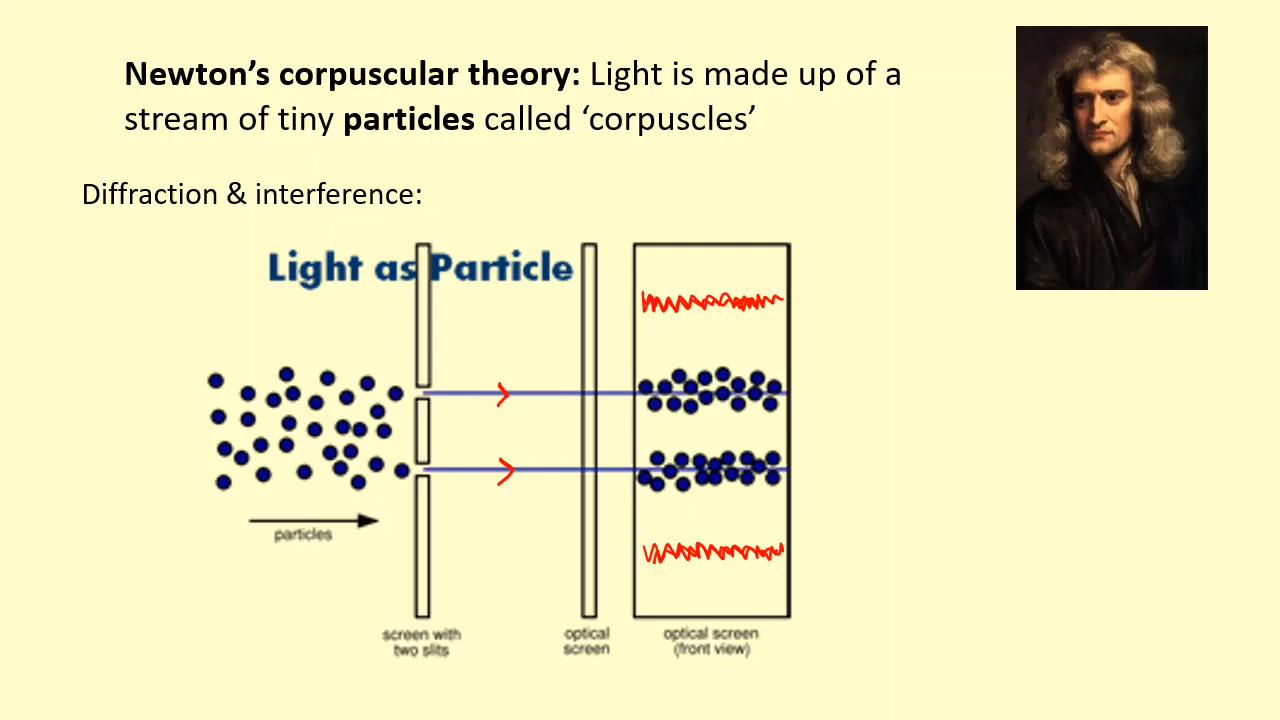 Newton’s corpuscular theory: Light is made up of a
stream of tiny particles called ‘corpuscles’
Diffraction & interference:
Light as Particle
particles
screen with
two slits
optical
screen
optical screen
(front view)